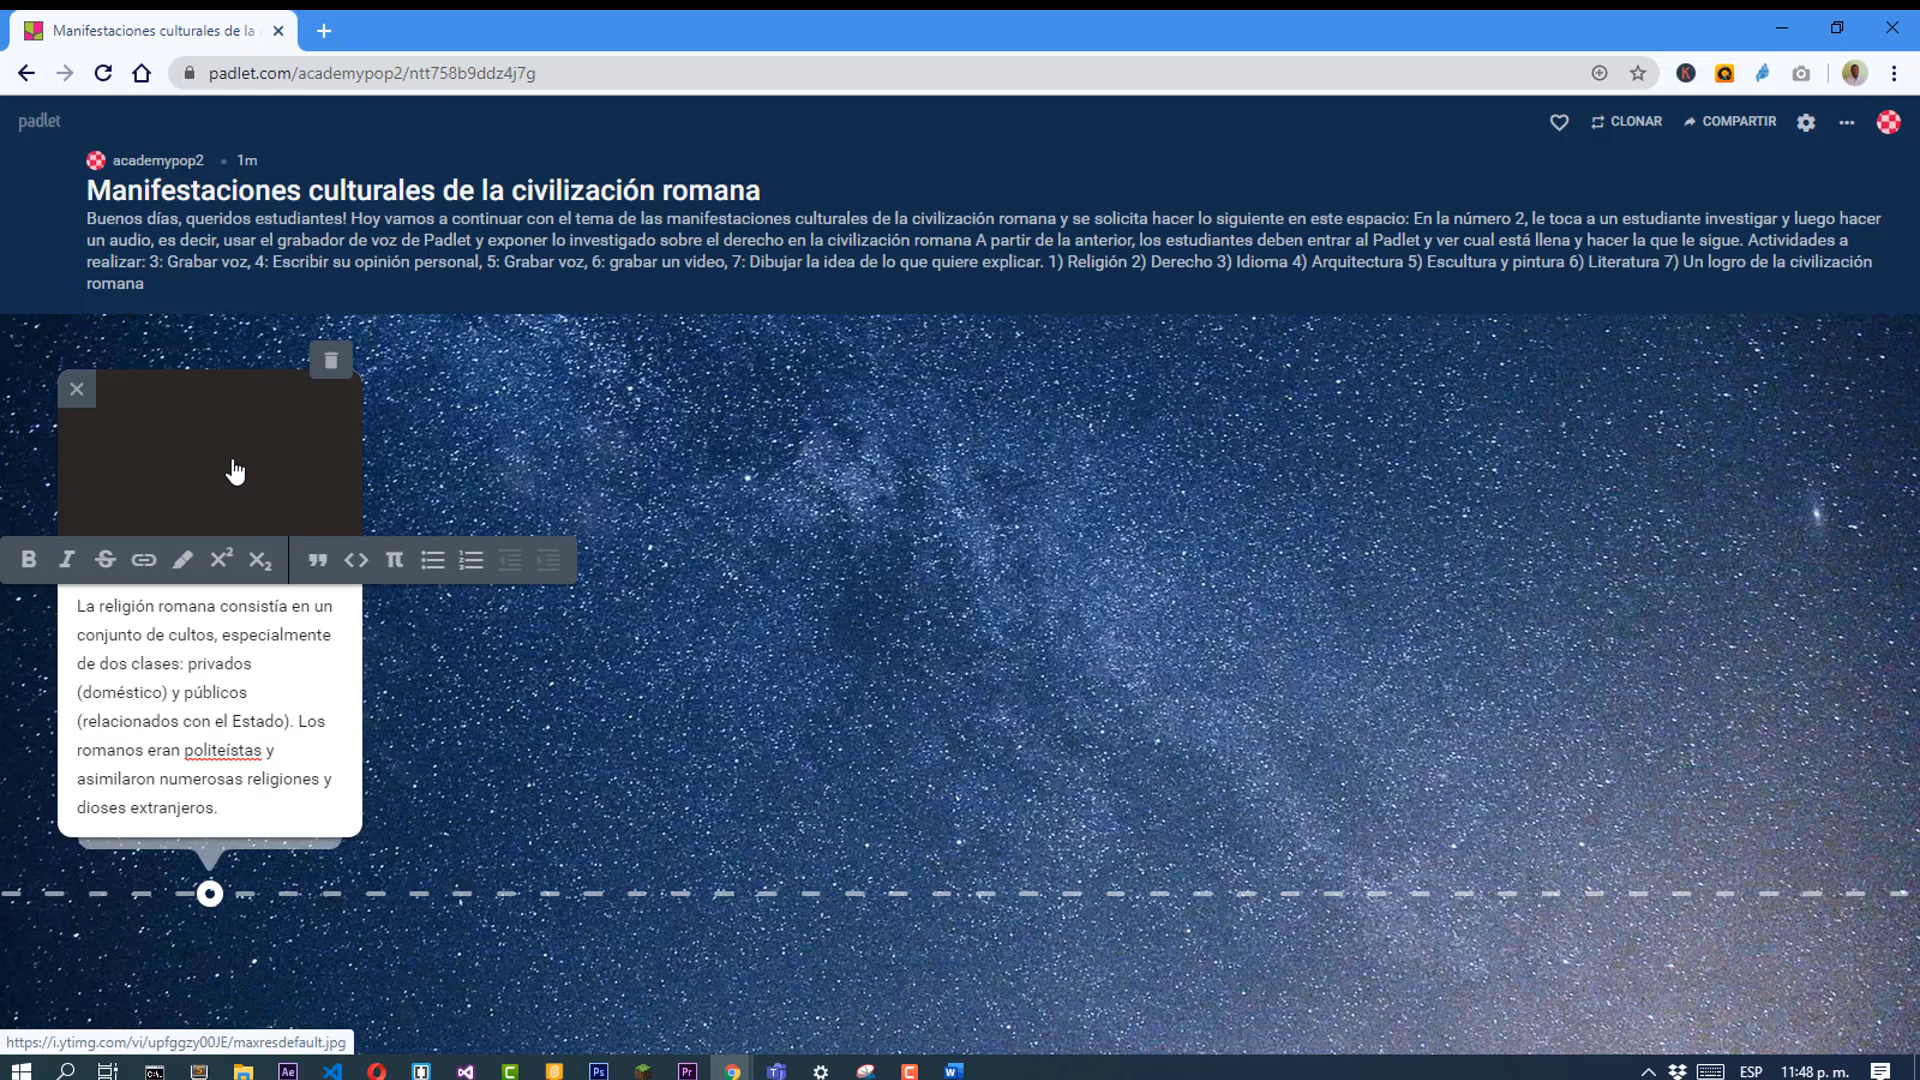 Manifestaciones culturales de la c
padlet.com/academypop2/ntt758b9ddz4j7g
padlet
CLONAR
COMPARTIR
academypop2 1m
Manifestaciones culturales de la civilización romana
Buenos días, queridos estudiantes! Hoy vamos a continuar con el tema de las manifestaciones culturales de la civilización romana y se solicita hacer lo siguiente en este espacio: En la número 2, le toca a un estudiante investigar y luego hacer
un audio, es decir, usar el grabador de voz de Padlet y exponer lo investigado sobre el derecho en la civilización romana A partir de la anterior, los estudiantes deben entrar al Padlet y ver cual está llena y hacer la que le sigue. Actividades a
realizar: 3: Grabar voz, 4: Escribir su opinión personal, 5: Grabar voz, 6: grabar un video, 7: Dibujar la idea de lo que quiere explicar. 1) Religión 2) Derecho 3) Idioma 4) Arquitectura 5) Escultura y pintura 6) Literatura 7) Un logro de la civilización
romana
La religión romana consistía en un
conjunto de cultos, especialmente
de dos clases: privados
(doméstico) y públicos
(relacionados con el Estado). Los
romanos eran politeístas y
asimilaron numerosas religiones y
dioses extranjeros.
https://i.ytimg.com/vi/upfggzy00JE/maxresdefault.jpg
ESP
11:48 p. m.